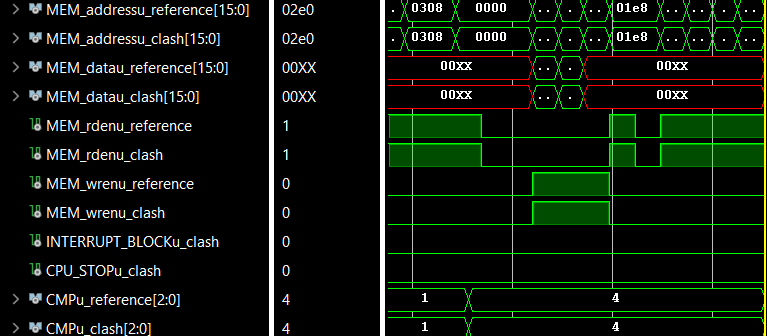 MEM_addressu_reference[15:0] 02e0 . 0308 0000 .. .. .. 01e8 .. .. .. ..
MEM_addressu_clash[15:0] 02e0 . 0308 0000 .. .. .. 01e8 .. .. .. ..
MEM_datau_reference[15:0] 00XX 00XX .. .. 00XX
MEM_datau_clash[15:0] 00XX 00XX .. .. 00XX
MEM_rdenu_reference 1
MEM_rdenu_clash 1
MEM_wrenu_reference 0
MEM_wrenu_clash 0
INTERRUPT_BLOCKu_clash 0
CPU_STOPu_clash 0
CMPu_reference[2:0] 4 1 4
CMPu_clash[2:0] 4 1 4